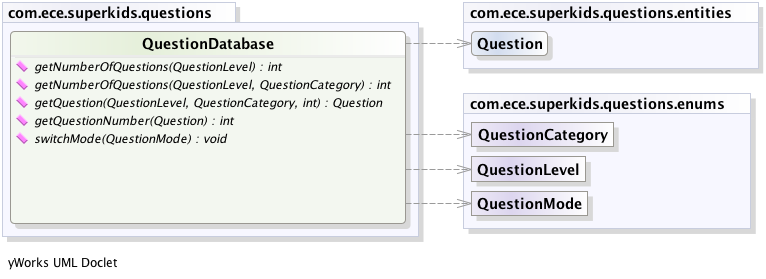 com.ece.superkids.questions
QuestionDatabase
getNumberOfQuestions(QuestionLevel) : int
getNumberOfQuestions(QuestionLevel, QuestionCategory) : int
getQuestion(QuestionLevel, QuestionCategory, int) : Question
getQuestionNumber(Question) : int
switchMode(QuestionMode) : void
com.ece.superkids.questions.entities
Question
com.ece.superkids.questions.enums
QuestionCategory
QuestionLevel
QuestionMode
yWorks UML Doclet